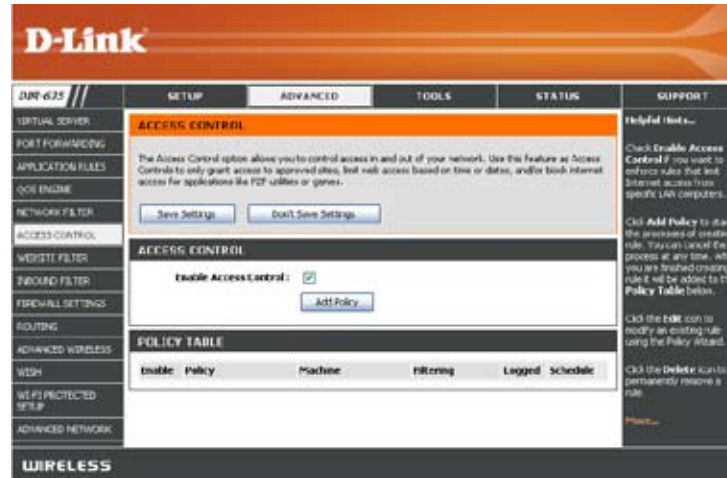 D-Link
DIR-635
SETUP
ADVANCED
TOOLS
STATUS
SUPPORT
VIRTUAL SERVER
PORT FORWARDING
APPLICATION RULES
QOS ENGINE
NETWORK FILTER
ACCESS CONTROL
WEBSITE FILTER
INBOUND FILTER
FIREWALL SETTINGS
ROUTING
ADVANCED WIRELESS
WISH
WI-FI PROTECTED
SETUP
ADVANCED NETWORK
ACCESS CONTROL
The Access Control option allows you to control access in and out of your network. Use this feature as Access
Controls to only grant access to approved sites, limit web access based on time or dates, and/or block internet
access for applications like P2P utilities or games.
Save Settings
Don't Save Settings
ACCESS CONTROL
Enable Access Control :
Add Policy
POLICY TABLE
Enable Policy Machine Filtering Logged Schedule
Helpful Hints...
Check Enable Access
Control if you want to
enforce rules that limit
Internet access from
specific LAN computers.
Click Add Policy to
the processes of
rule. You can cancel the
process at any time.
you are finished
rule it will be added to
Policy Table below.
Click the Edit icon to
modify an existing rule
using the Policy Wizard.
Click the Delete icon to
permanently remove a
rule.
More...
WIRELESS